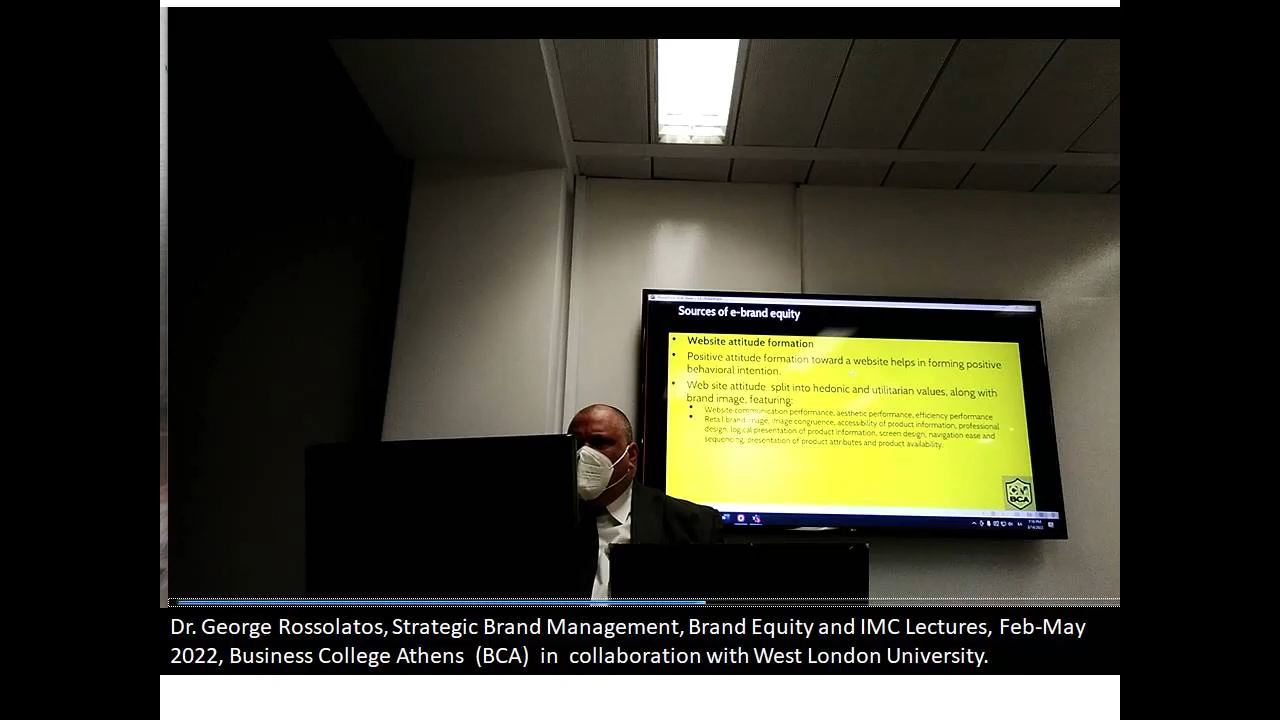 Sources of e-brand equity
• Website attitude formation
• Positive attitude formation toward a website helps in forming positive
behavioral intention.
• Web site attitude split into hedonic and utilitarian values, along with
brand image, featuring:
• Website communication performance, aesthetic performance, efficiency performance
• Retail brand image, image congruence, accessibility of product information, professional
design, logical presentation of product information, screen design, navigation ease and
sequencing, presentation of product attributes and product availability.
BCA
Dr. George Rossolatos, Strategic Brand Management, Brand Equity and IMC Lectures, Feb-May
2022, Business College Athens (BCA) in collaboration with West London University.